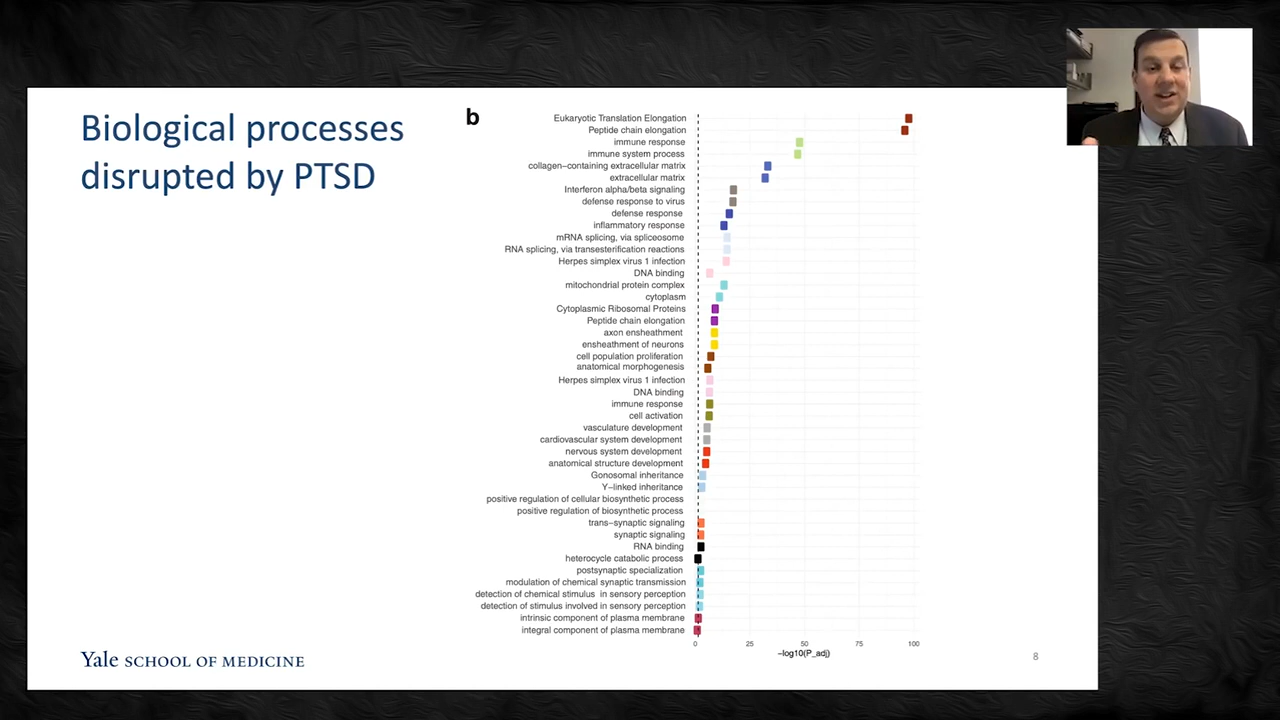 Biological processes
disrupted by PTSD
b
Eukaryotic Translation Elongation
Peptide chain elongation
immune response
immune system process
collagen−containing extracellular matrix
extracellular matrix
Interferon alpha/beta signaling
defense response to virus
defense response
inflammatory response
mRNA splicing, via spliceosome
RNA splicing, via transesterification reactions
Herpes simplex virus 1 infection
DNA binding
mitochondrial protein complex
cytoplasm
Cytoplasmic Ribosomal Proteins
Peptide chain elongation
axon ensheathment
ensheathment of neurons
cell population proliferation
anatomical morphogenesis
Herpes simplex virus 1 infection
DNA binding
immune response
cell activation
vasculature development
cardiovascular system development
nervous system development
anatomical structure development
Gonosomal inheritance
Y−linked inheritance
positive regulation of cellular biosynthetic process
positive regulation of biosynthetic process
trans−synaptic signaling
synaptic signaling
RNA binding
heterocycle catabolic process
postsynaptic specialization
modulation of chemical synaptic transmission
detection of chemical stimulus in sensory perception
detection of stimulus involved in sensory perception
intrinsic component of plasma membrane
integral component of plasma membrane
0 25 50 75 100
−log10(P_adj)
Yale SCHOOL OF MEDICINE
8